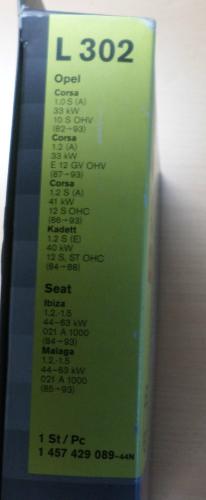 L 302
Opel
Corsa
1.0 S (A)
33 kW
10 S OHV
(82–93)
Corsa
1.2 (A)
33 kW
E 12 GV OHV
(87–93)
Corsa
1.2 S (A)
41 kW
12 S OHC
(86–93)
Kadett
1.2 S (E)
40 kW
12 S, ST OHC
(84–88)
Seat
Ibiza
1.2,-1.5
44–63 kW
021 A 1000
(84–93)
Malaga
1.2,-1.5
44–63 kW
021 A 1000
(85–93)
1 St / Pc
1 457 429 089-44N